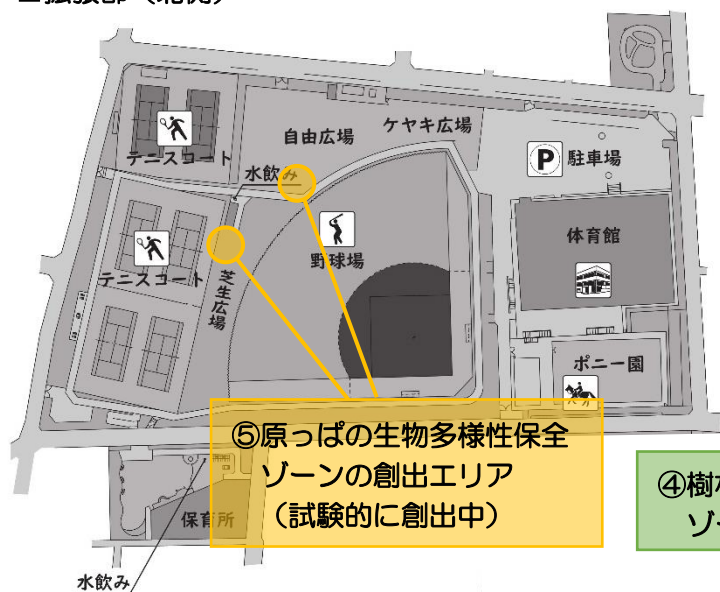 テニスコート
自由広場
ケヤキ広場
水飲み
P
駐車場
体育館
テニスコート
野球場
芝生広場
ポニー園
⑤原っぱの生物多様性保全
ゾーンの創出エリア
（試験的に創出中）
保育所
水飲み